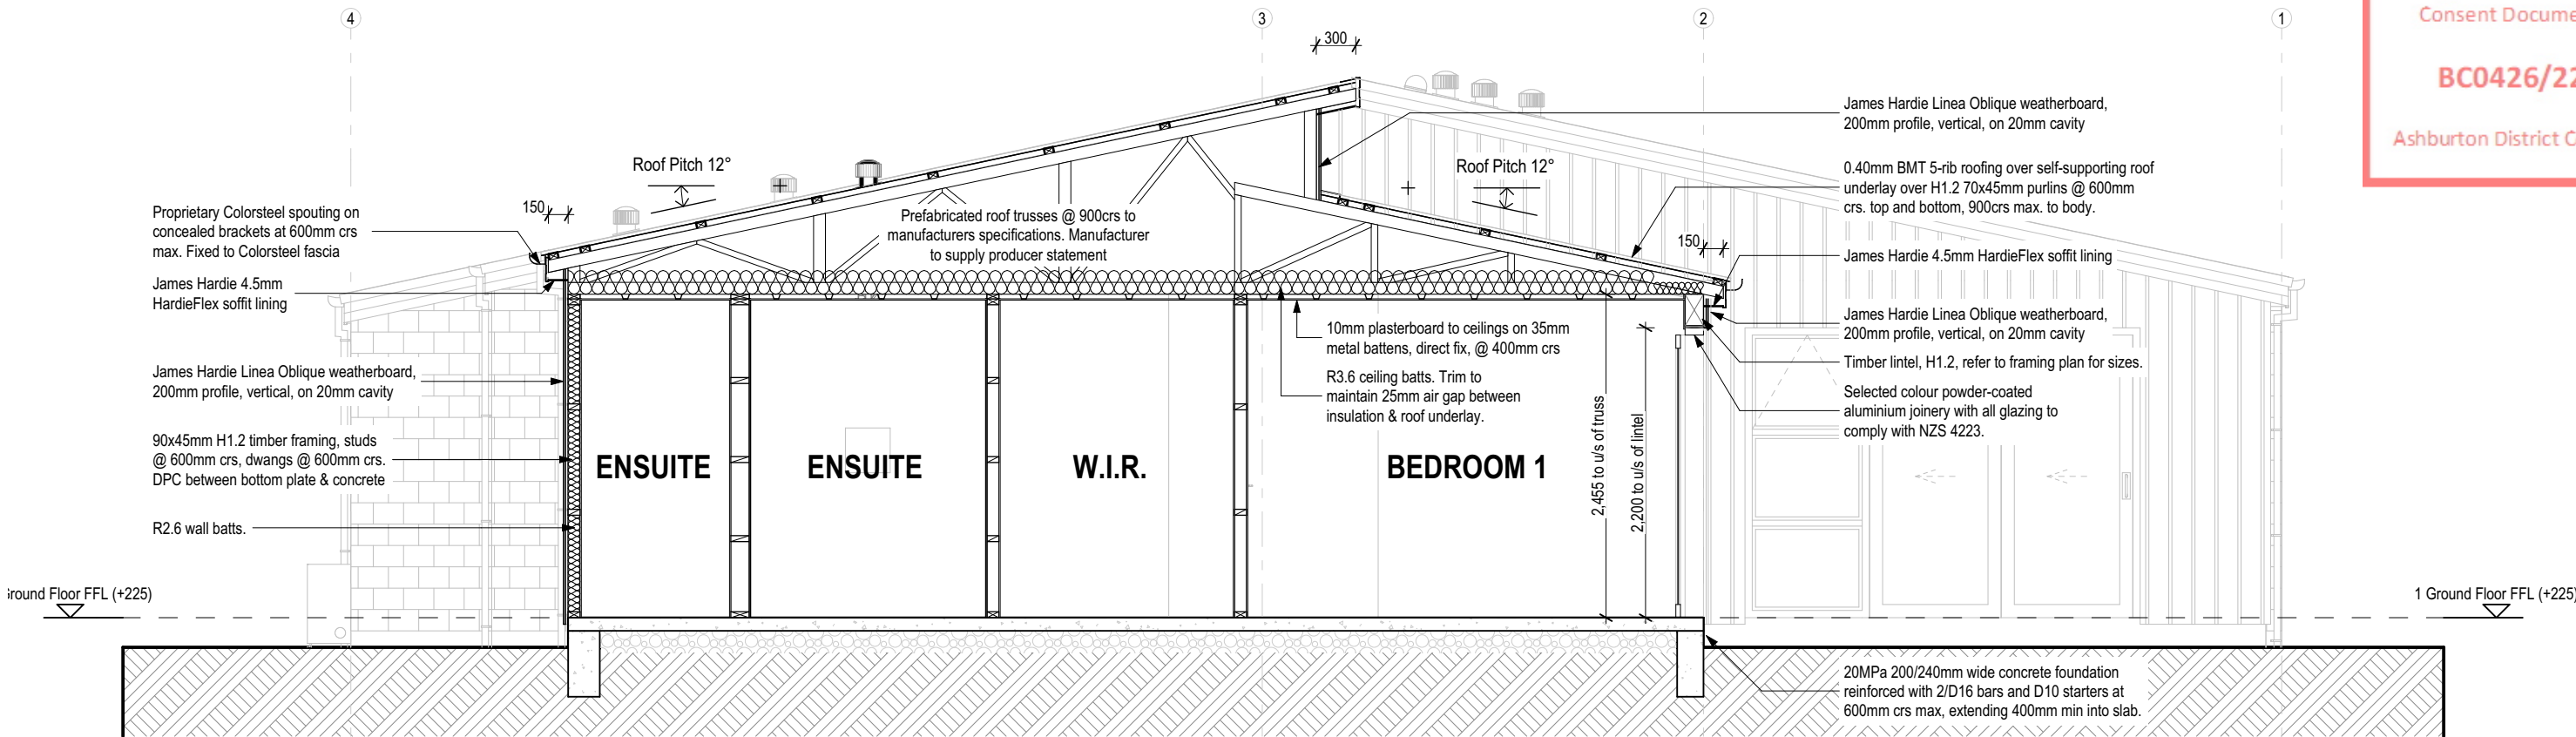 4
3
2
1
Consent Docume
BC0426/22
Ashburton District C
300
James Hardie Linea Oblique weatherboard,
200mm profile, vertical, on 20mm cavity
Roof Pitch 12°
Roof Pitch 12°
0.40mm BMT 5-rib roofing over self-supporting roof
underlay over H1.2 70x45mm purlins @ 600mm
crs. top and bottom, 900crs max. to body.
150
Proprietary Colorsteel spouting on
concealed brackets at 600mm crs
max. Fixed to Colorsteel fascia
Prefabricated roof trusses @ 900crs to
manufacturers specifications. Manufacturer
to supply producer statement
150
James Hardie 4.5mm HardieFlex soffit lining
James Hardie 4.5mm
HardieFlex soffit lining
James Hardie Linea Oblique weatherboard,
200mm profile, vertical, on 20mm cavity
10mm plasterboard to ceilings on 35mm
metal battens, direct fix, @ 400mm crs
Timber lintel, H1.2, refer to framing plan for sizes.
James Hardie Linea Oblique weatherboard,
200mm profile, vertical, on 20mm cavity
R3.6 ceiling batts. Trim to
maintain 25mm air gap between
insulation & roof underlay.
Selected colour powder-coated
aluminium joinery with all glazing to
comply with NZS 4223.
90x45mm H1.2 timber framing, studs
@ 600mm crs, dwangs @ 600mm crs.
DPC between bottom plate & concrete
ENSUITE
ENSUITE
W.I.R.
BEDROOM 1
2,455 to u/s of truss
2,200 to u/s of lintel
R2.6 wall batts.
Ground Floor FFL (+225)
1 Ground Floor FFL (+225)
20MPa 200/240mm wide concrete foundation
reinforced with 2/D16 bars and D10 starters at
600mm crs max, extending 400mm min into slab.